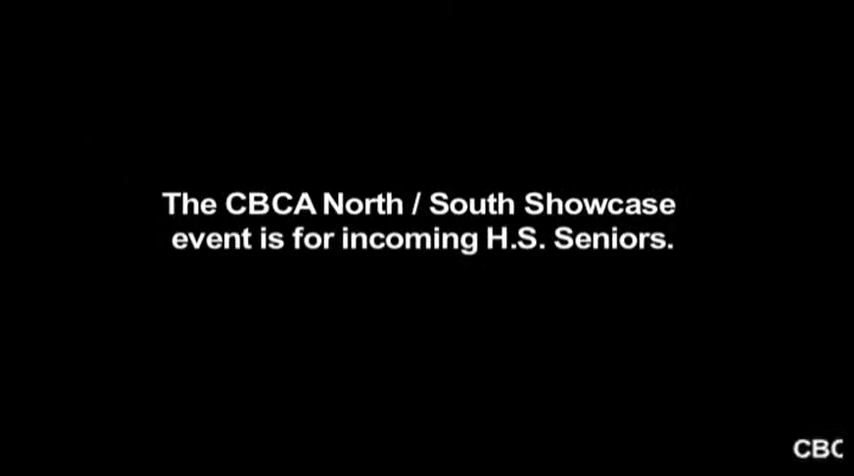 The CBCA North / South Showcase
event is for incoming H.S. Seniors.
CBC